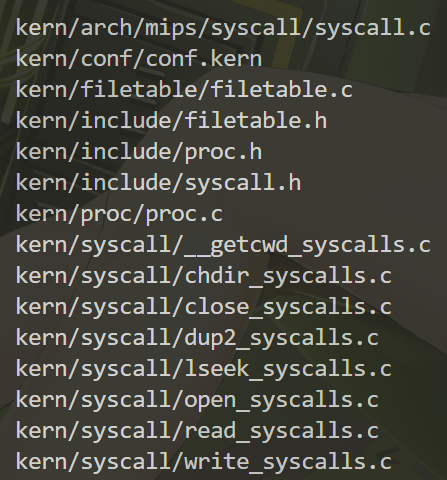 kern/arch/mips/syscall/syscall.c
kern/conf/conf.kern
kern/filetable/filetable.c
kern/include/filetable.h
kern/include/proc.h
kern/include/syscall.h
kern/proc/proc.c
kern/syscall/__getcwd_syscalls.c
kern/syscall/chdir_syscalls.c
kern/syscall/close_syscalls.c
kern/syscall/dup2_syscalls.c
kern/syscall/lseek_syscalls.c
kern/syscall/open_syscalls.c
kern/syscall/read_syscalls.c
kern/syscall/write_syscalls.c